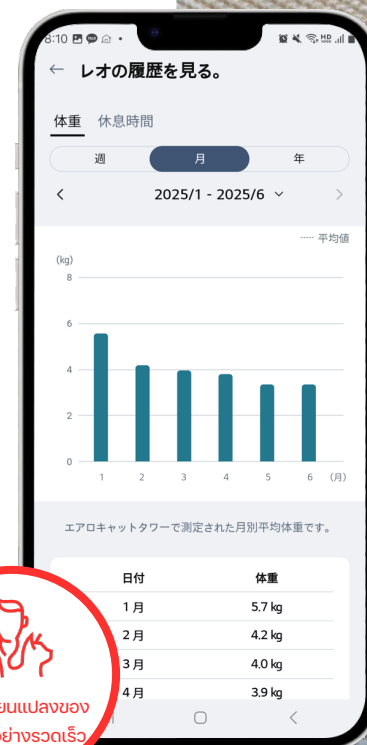 8:10
HD
← レオの履歴を見る。
体重 休息時間
週 月 年
2025/1 - 2025/6
平均値
(kg)
8
6
4
2
0
1 2 3 4 5 6 (月)
エアロキャットタワーで測定された月別平均体重です。
日付 体重
1 月 5.7 kg
2 月 4.2 kg
3 月 4.0 kg
4 月 3.9 kg
ยนแปลงของ
อย่างรวดเร็ว